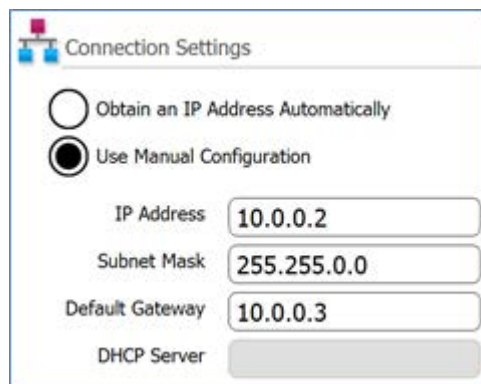 Connection Settings
Obtain an IP Address Automatically
Use Manual Configuration
IP Address 10.0.0.2
Subnet Mask 255.255.0.0
Default Gateway 10.0.0.3
DHCP Server